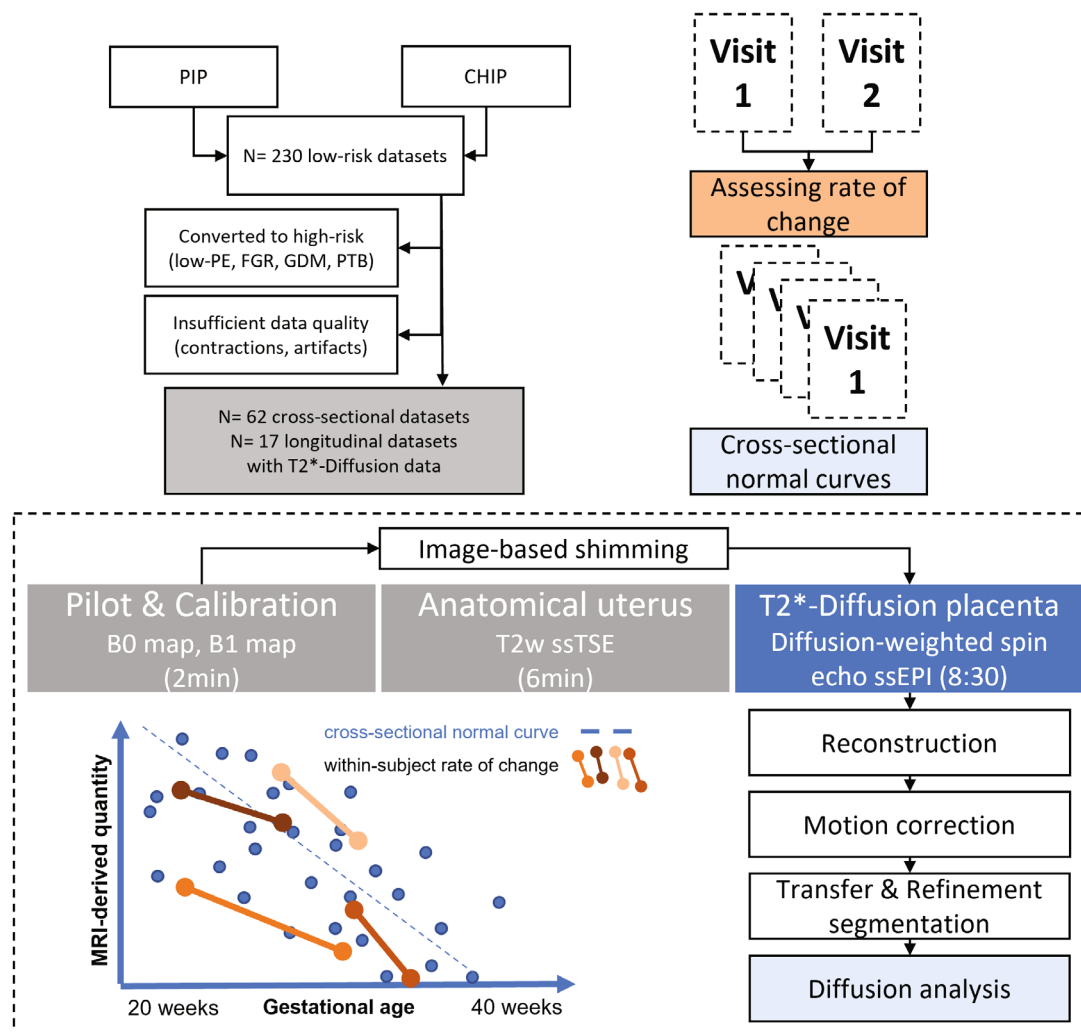 PIP
CHIP
N= 230 low-risk datasets
Converted to high-risk
(low-PE, FGR, GDM, PTB)
Insufficient data quality
(contractions, artifacts)
N= 62 cross-sectional datasets
N= 17 longitudinal datasets
with T2*-Diffusion data
Visit
1
Visit
2
Assessing rate of
change
V
V
V
Visit
1
Cross-sectional
normal curves
Image-based shimming
Pilot & Calibration
B0 map, B1 map
(2min)
Anatomical uterus
T2w ssTSE
(6min)
T2*-Diffusion placenta
Diffusion-weighted spin
echo ssEPI (8:30)
Reconstruction
Motion correction
Transfer & Refinement
segmentation
Diffusion analysis
cross-sectional normal curve
within-subject rate of change
MRI-derived quantity
20 weeks
Gestational age
40 weeks